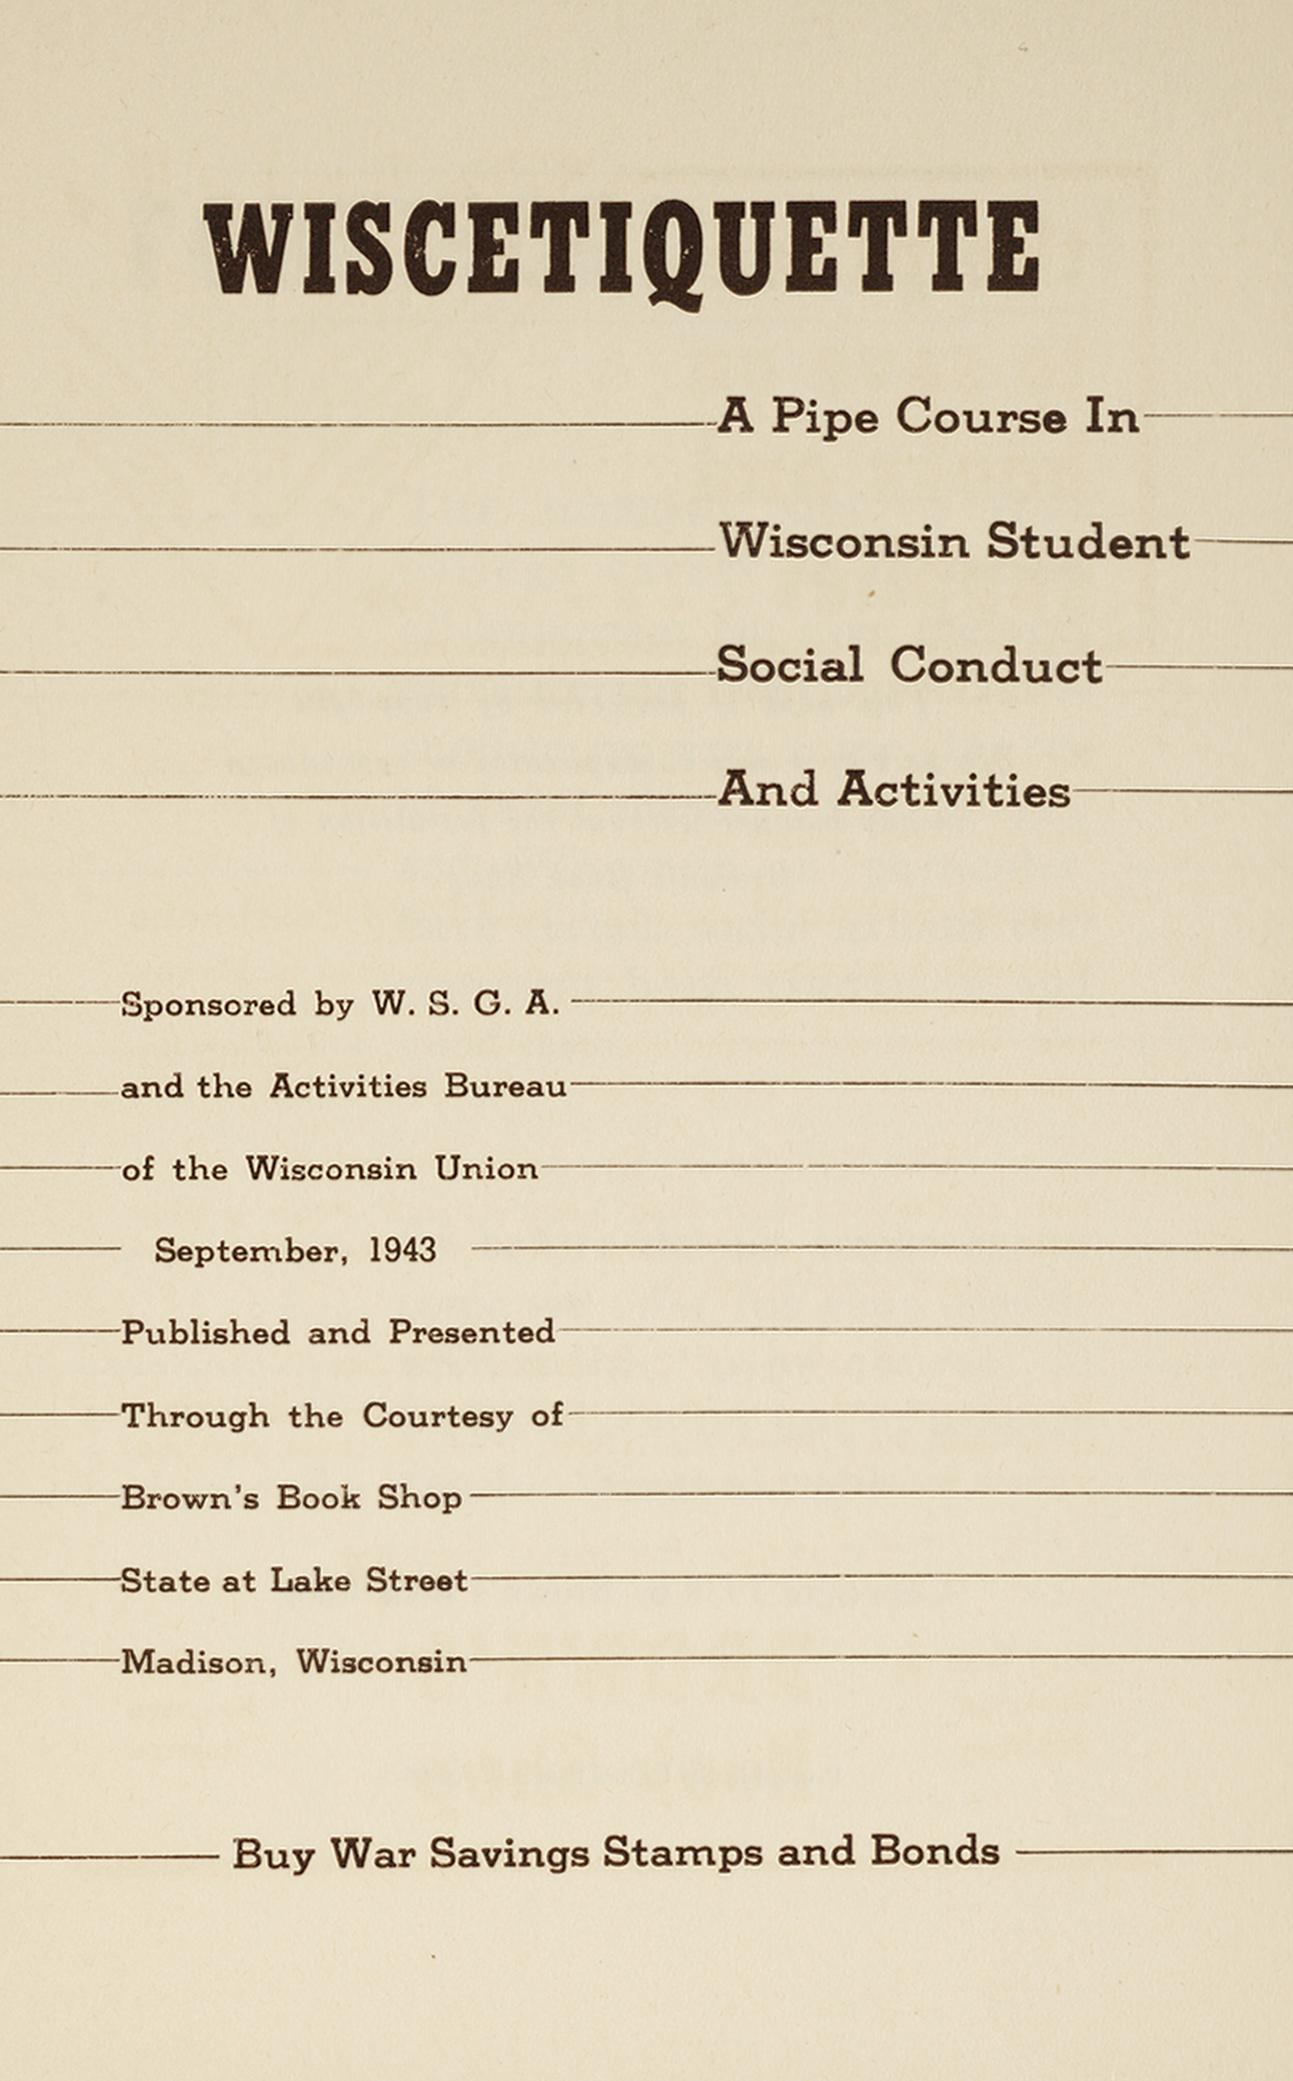 WISCETIQUETTE
A Pipe Course In
Wisconsin Student
Social Conduct
And Activities
Sponsored by W. S. G. A.
and the Activities Bureau
of the Wisconsin Union
September, 1943
Published and Presented
Through the Courtesy of
Brown's Book Shop
State at Lake Street
Madison, Wisconsin
Buy War Savings Stamps and Bonds